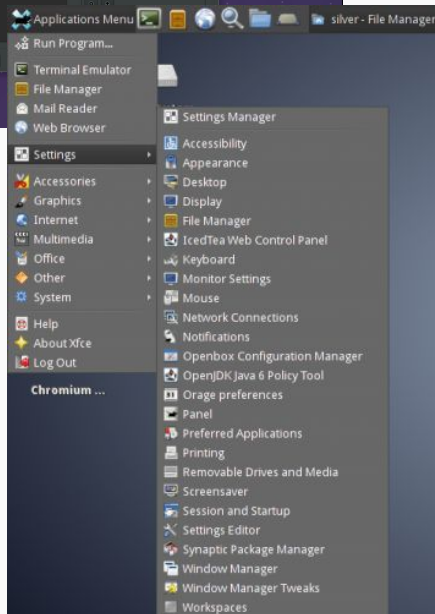 Applications Menu
silver - File Manager
Run Program...
Terminal Emulator
File Manager
Mail Reader
Web Browser
Settings
Accessories
Graphics
Internet
Multimedia
Office
Other
System
Help
About Xfce
Log Out
Chromium ...
Settings Manager
Accessibility
Appearance
Desktop
Display
File Manager
IcedTea Web Control Panel
Keyboard
Monitor Settings
Mouse
Network Connections
Notifications
Openbox Configuration Manager
OpenJDK Java 6 Policy Tool
Orage preferences
Panel
Preferred Applications
Printing
Removable Drives and Media
Screensaver
Session and Startup
Settings Editor
Synaptic Package Manager
Window Manager
Window Manager Tweaks
Workspaces